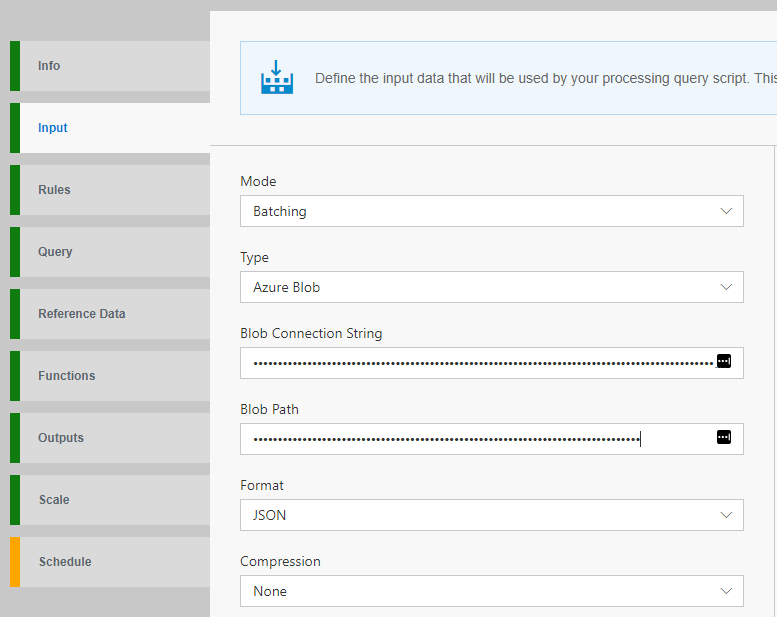 Info
Input
Rules
Query
Reference Data
Functions
Outputs
Scale
Schedule
Define the input data that will be used by your processing query script. This
Mode
Batching
Type
Azure Blob
Blob Connection String
Blob Path
Format
JSON
Compression
None